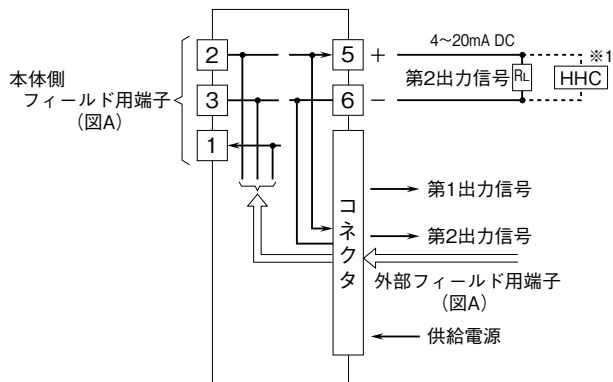 本体側
フィールド用端子
(図A)
2
3
1
5
6
+
−
4〜20mA DC
第2出力信号
RL
※1
HHC
コネクタ
第1出力信号
第2出力信号
外部フィールド用端子
(図A)
供給電源